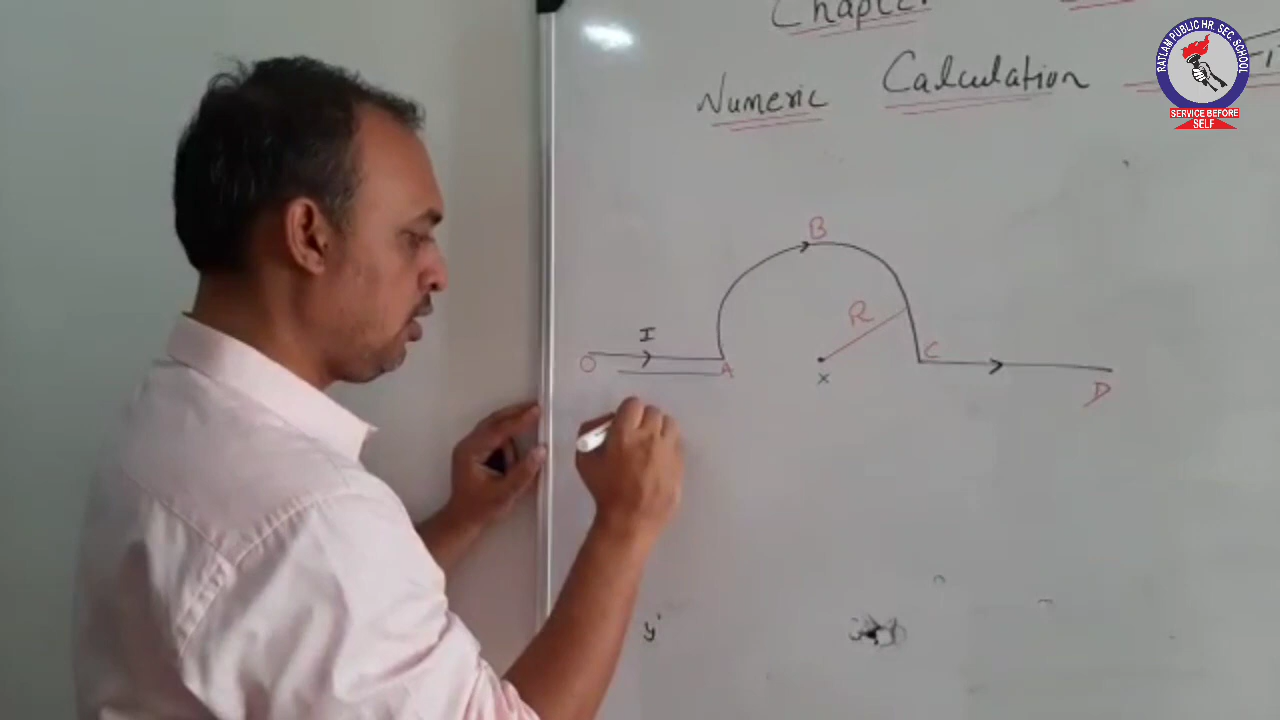 Chapter
Numeric Calculation
RATLAM PUBLIC HR. SEC. SCHOOL
SERVICE BEFORE
SELF
B
R
I
O
A
C
X
D
y'